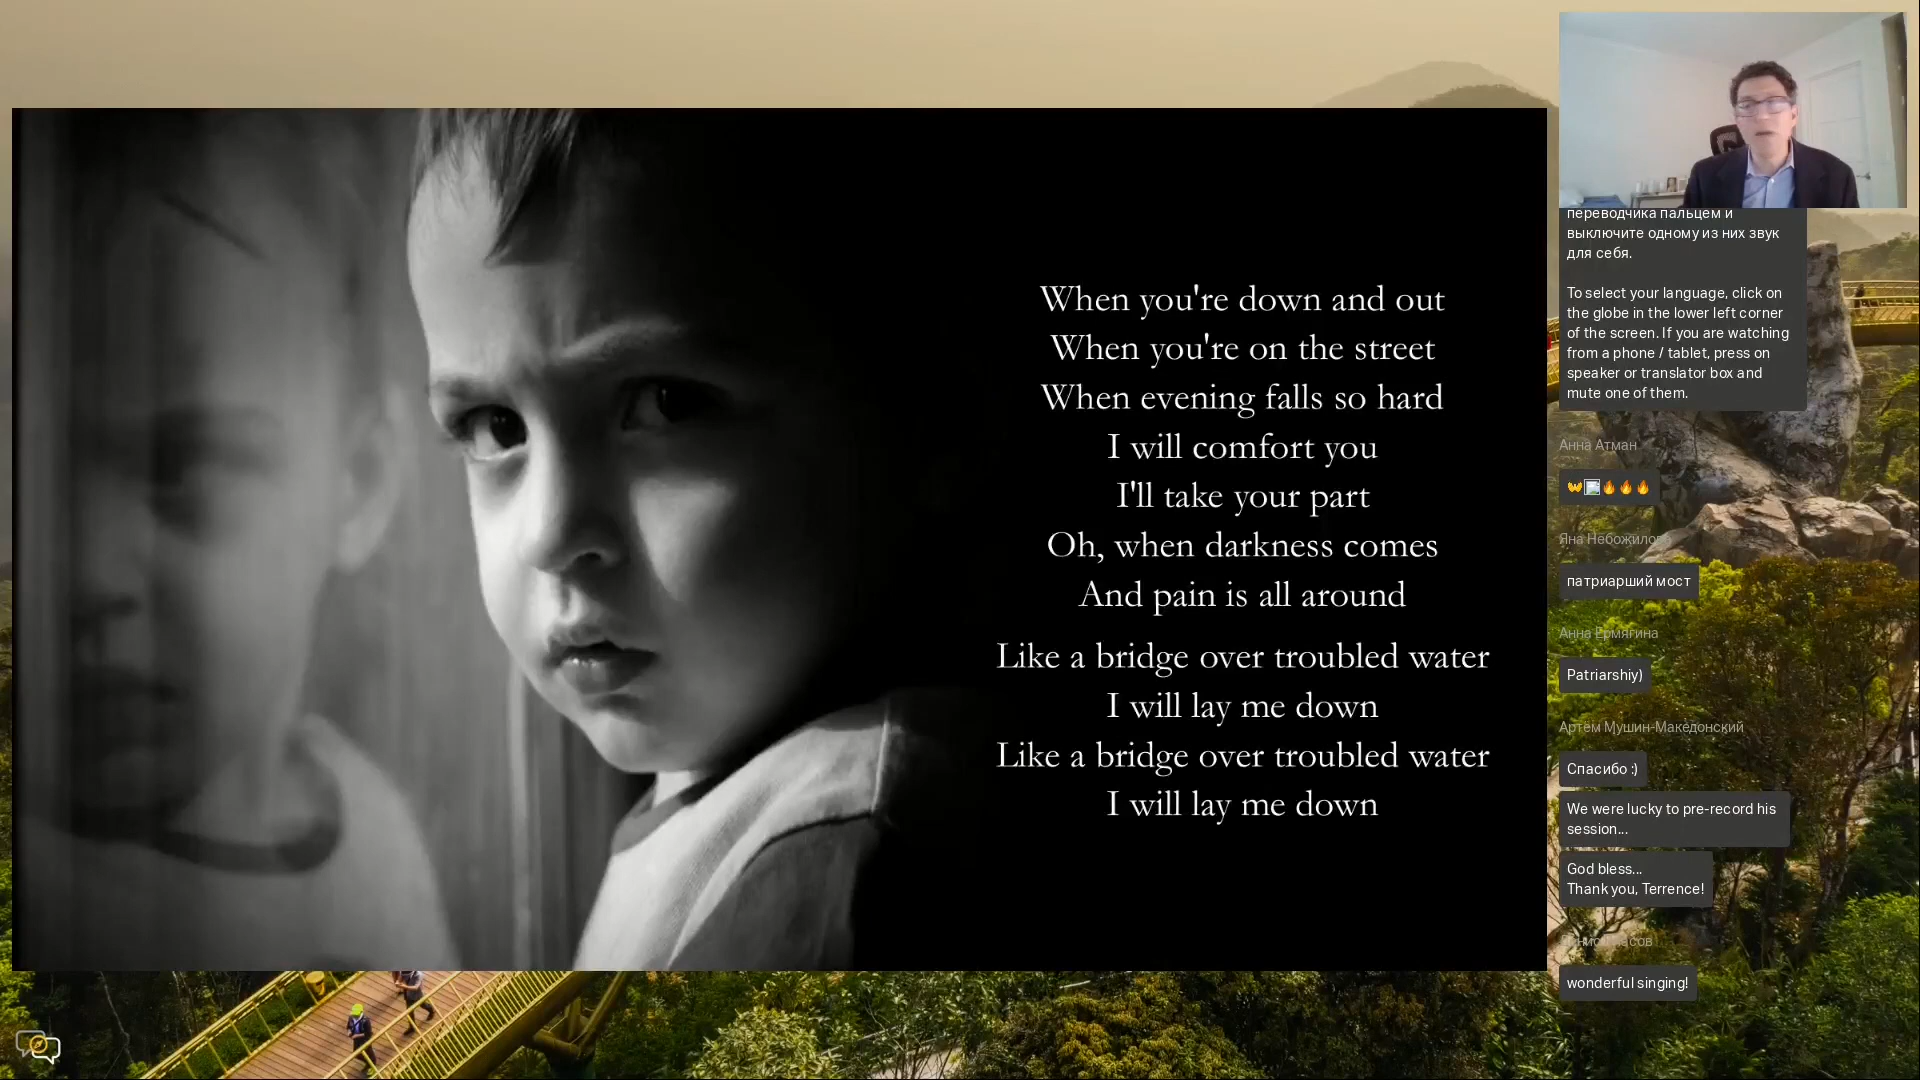 When you're down and out
When you're on the street
When evening falls so hard
I will comfort you
I'll take your part
Oh, when darkness comes
And pain is all around
Like a bridge over troubled water
I will lay me down
Like a bridge over troubled water
I will lay me down
переводчика пальцем и
выключите одному из них звук
для себя.
To select your language, click on
the globe in the lower left corner
of the screen. If you are watching
from a phone / tablet, press on
speaker or translator box and
mute one of them.
Анна Атман
Яна Небожилова
патриарший мост
Анна Ермягина
Patriarshiy)
Артём Мушин-Македонский
Спасибо :)
We were lucky to pre-record his
session...
God bless...
Thank you, Terrence!
wonderful singing!